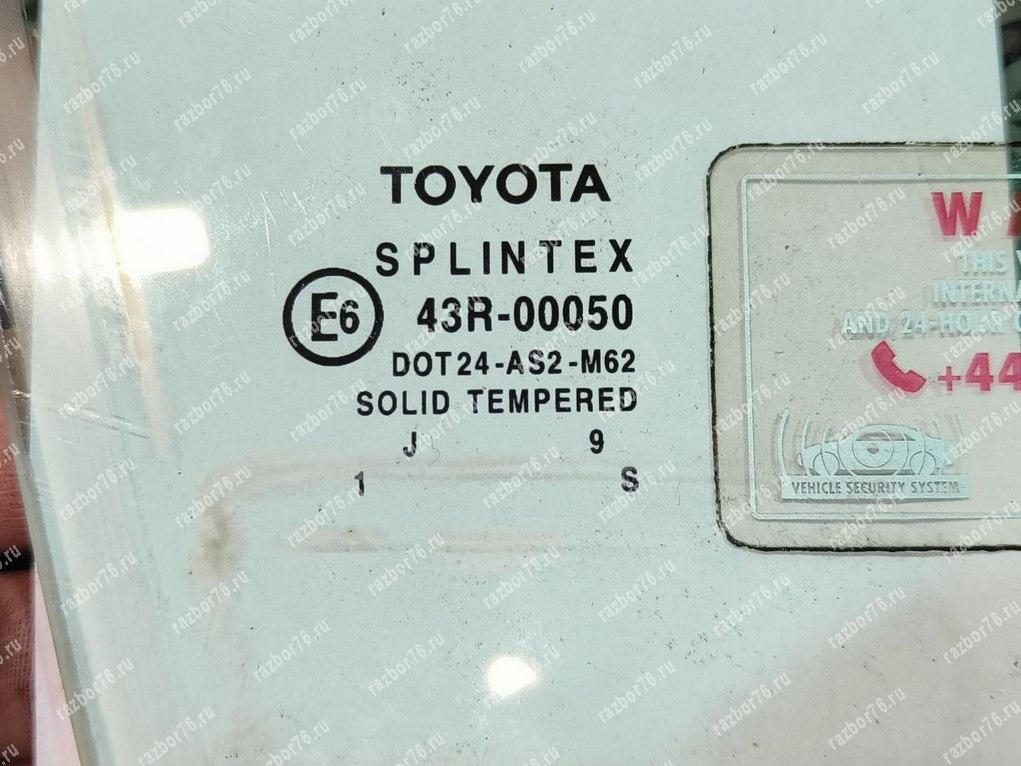 TOYOTA
SPLINTEX
E6 43R-00050
DOT24-AS2-M62
SOLID TEMPERED
J 9
1 S
WA
THIS V
INTERNA
AND 24-HOUR C
+44
VEHICLE SECURITY SYSTEM
razbor76.ru